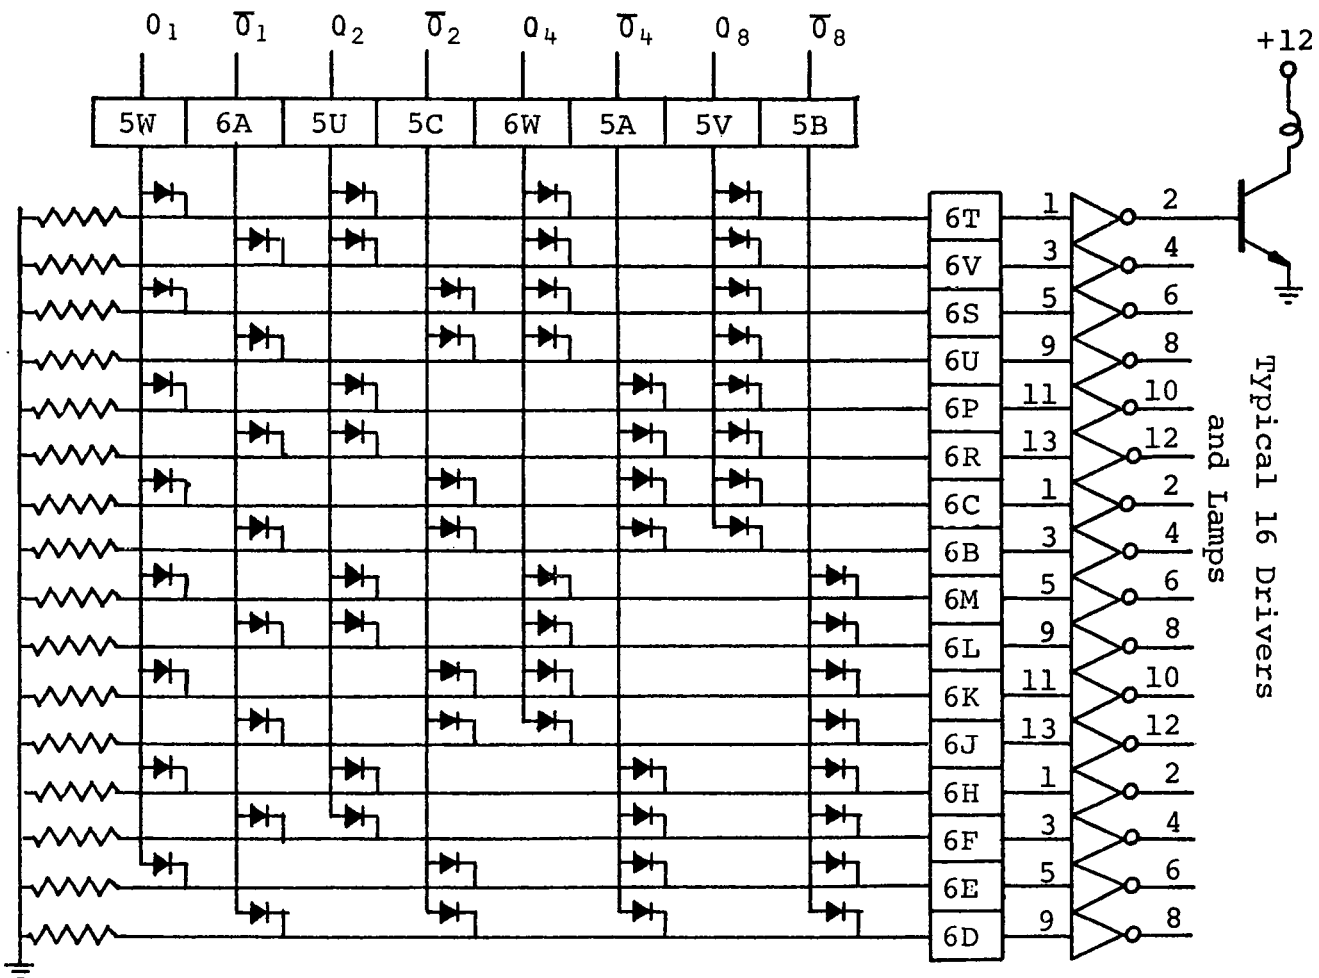 O1 O̅1 Q2 O̅2 Q4 O̅4 Q8 O̅8
+12
5W 6A 5U 5C 6W 5A 5V 5B
6T 1 2
6V 3 4
6S 5 6
6U 9 8
6P 11 10
6R 13 12
6C 1 2
6B 3 4
6M 5 6
6L 9 8
6K 11 10
6J 13 12
6H 1 2
6F 3 4
6E 5 6
6D 9 8
Typical 16 Drivers
and Lamps